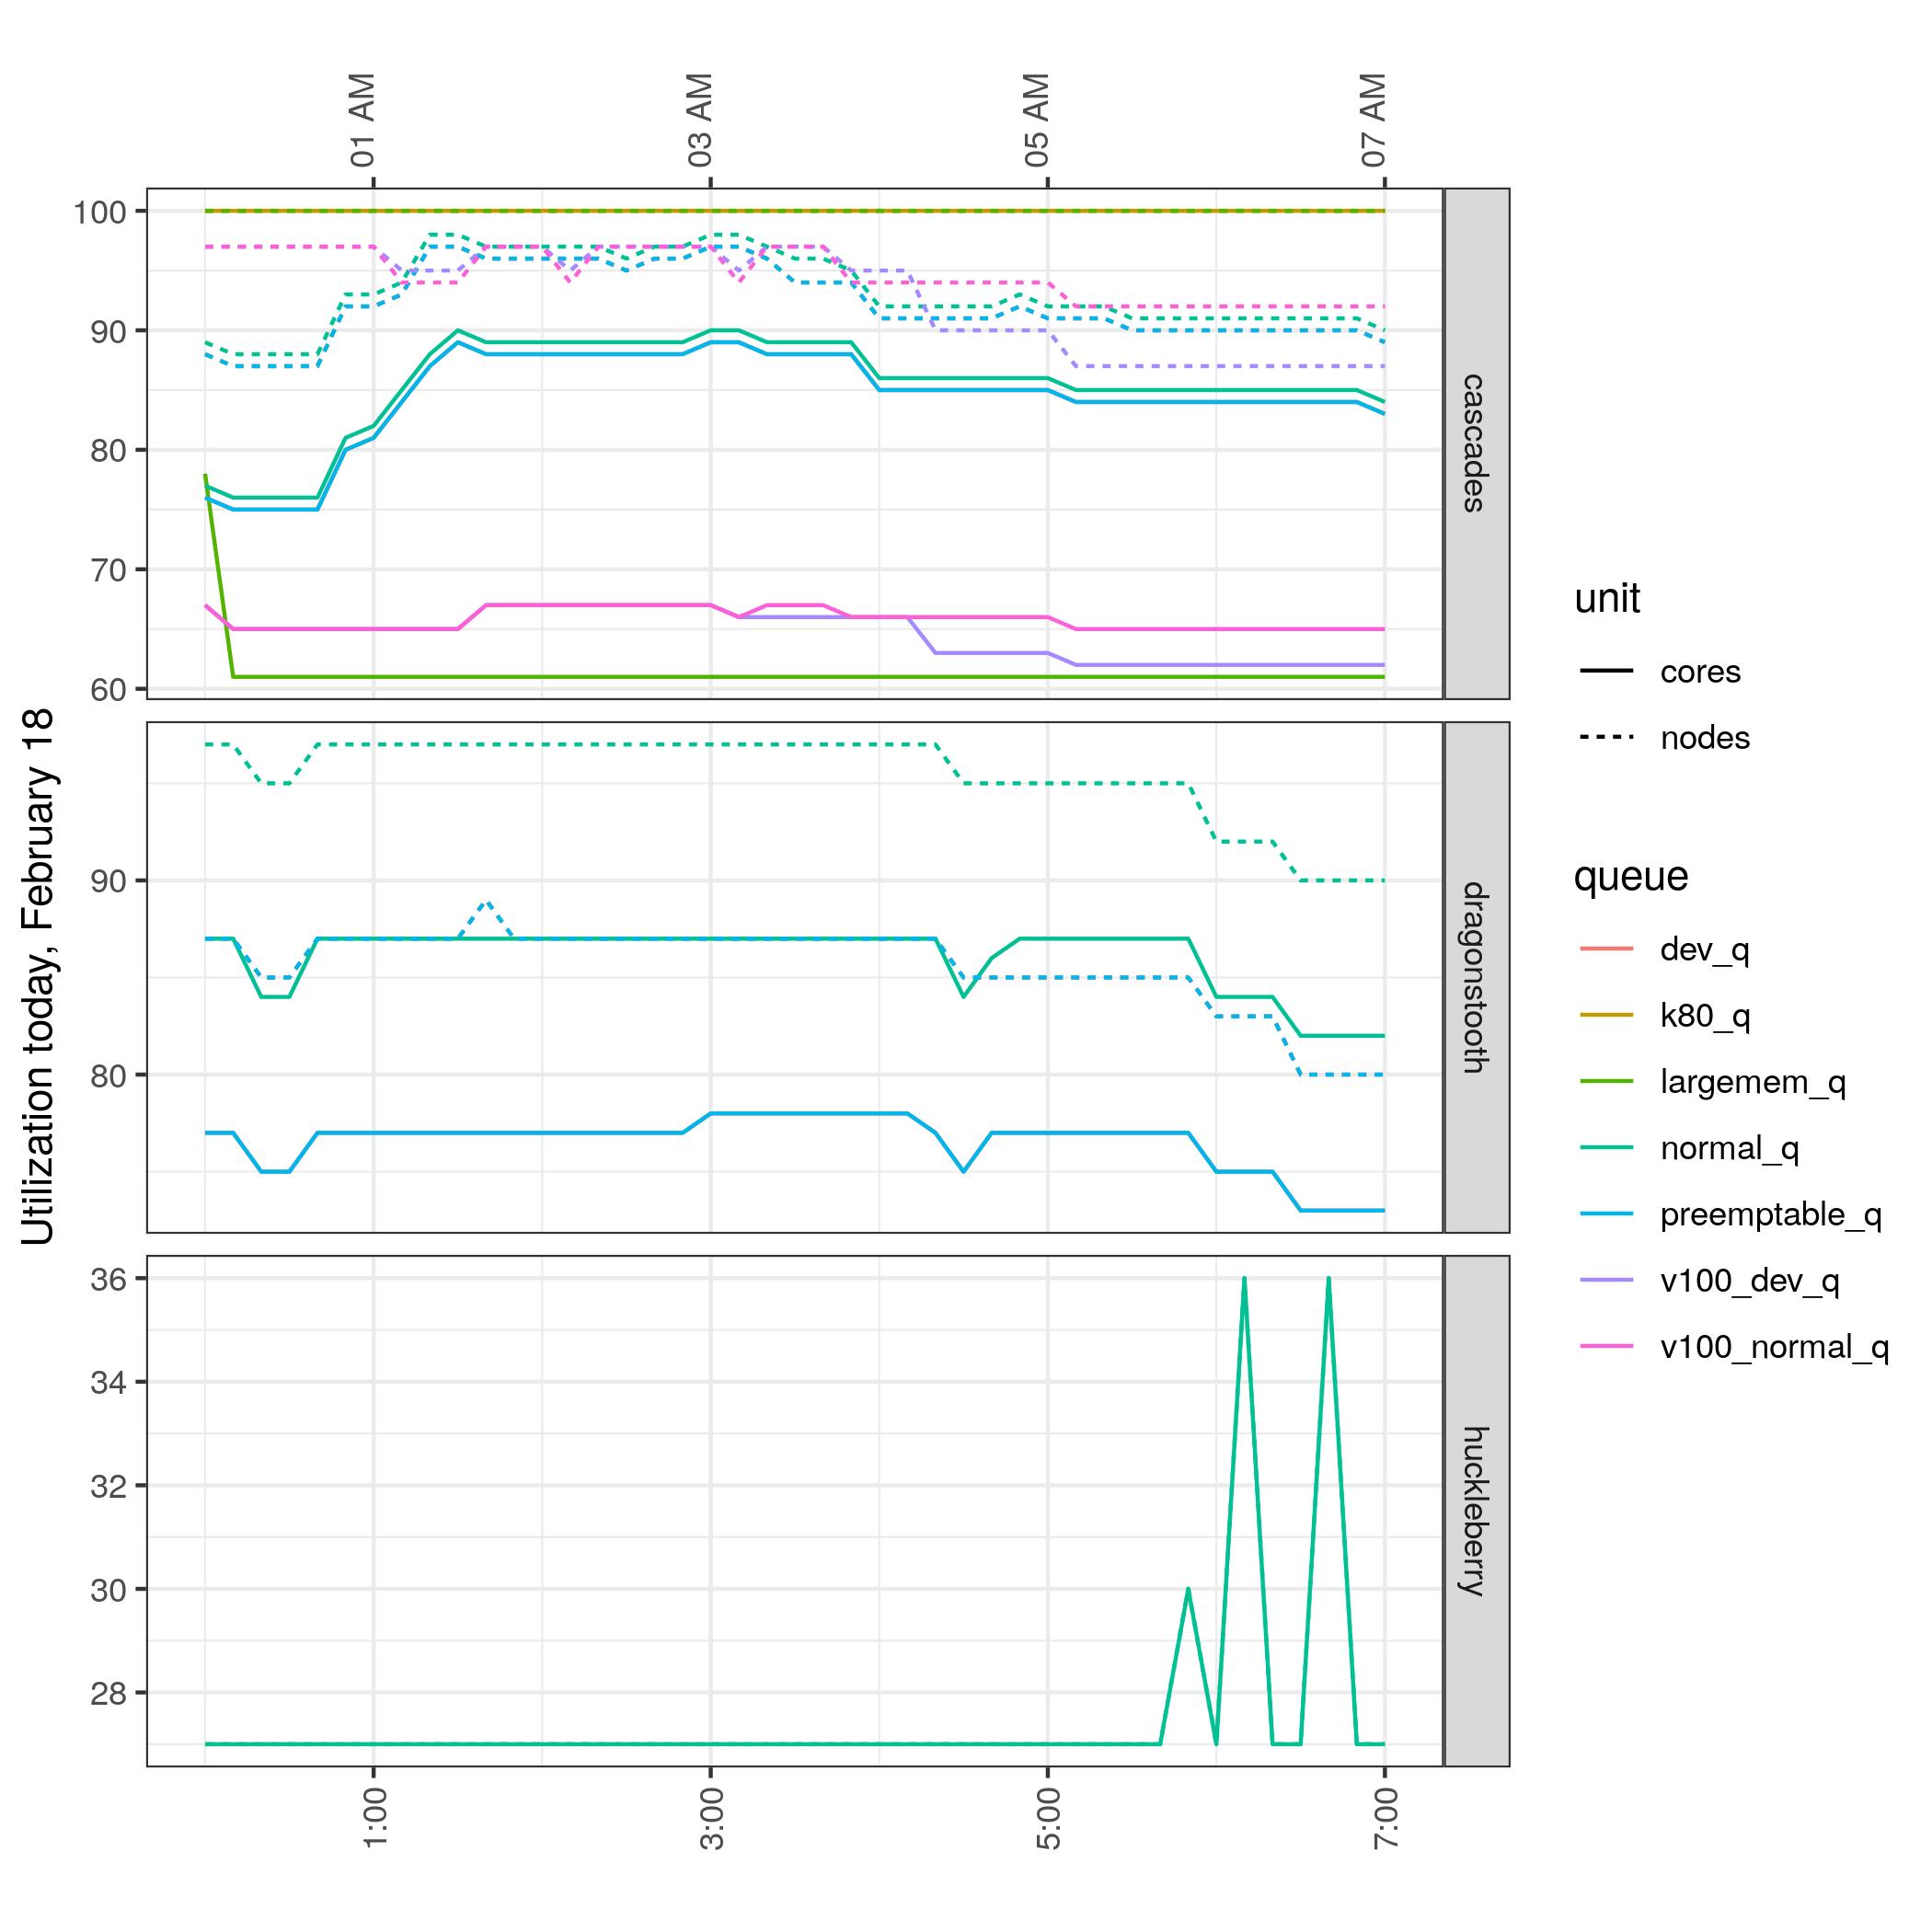 01 AM
03 AM
05 AM
07 AM
Utilization today, February 18
100
90
80
70
60
cascades
90
80
dragonstooth
36
34
32
30
28
huckleberry
1:00
3:00
5:00
7:00
unit
cores
nodes
queue
dev_q
k80_q
largemem_q
normal_q
preemptable_q
v100_dev_q
v100_normal_q